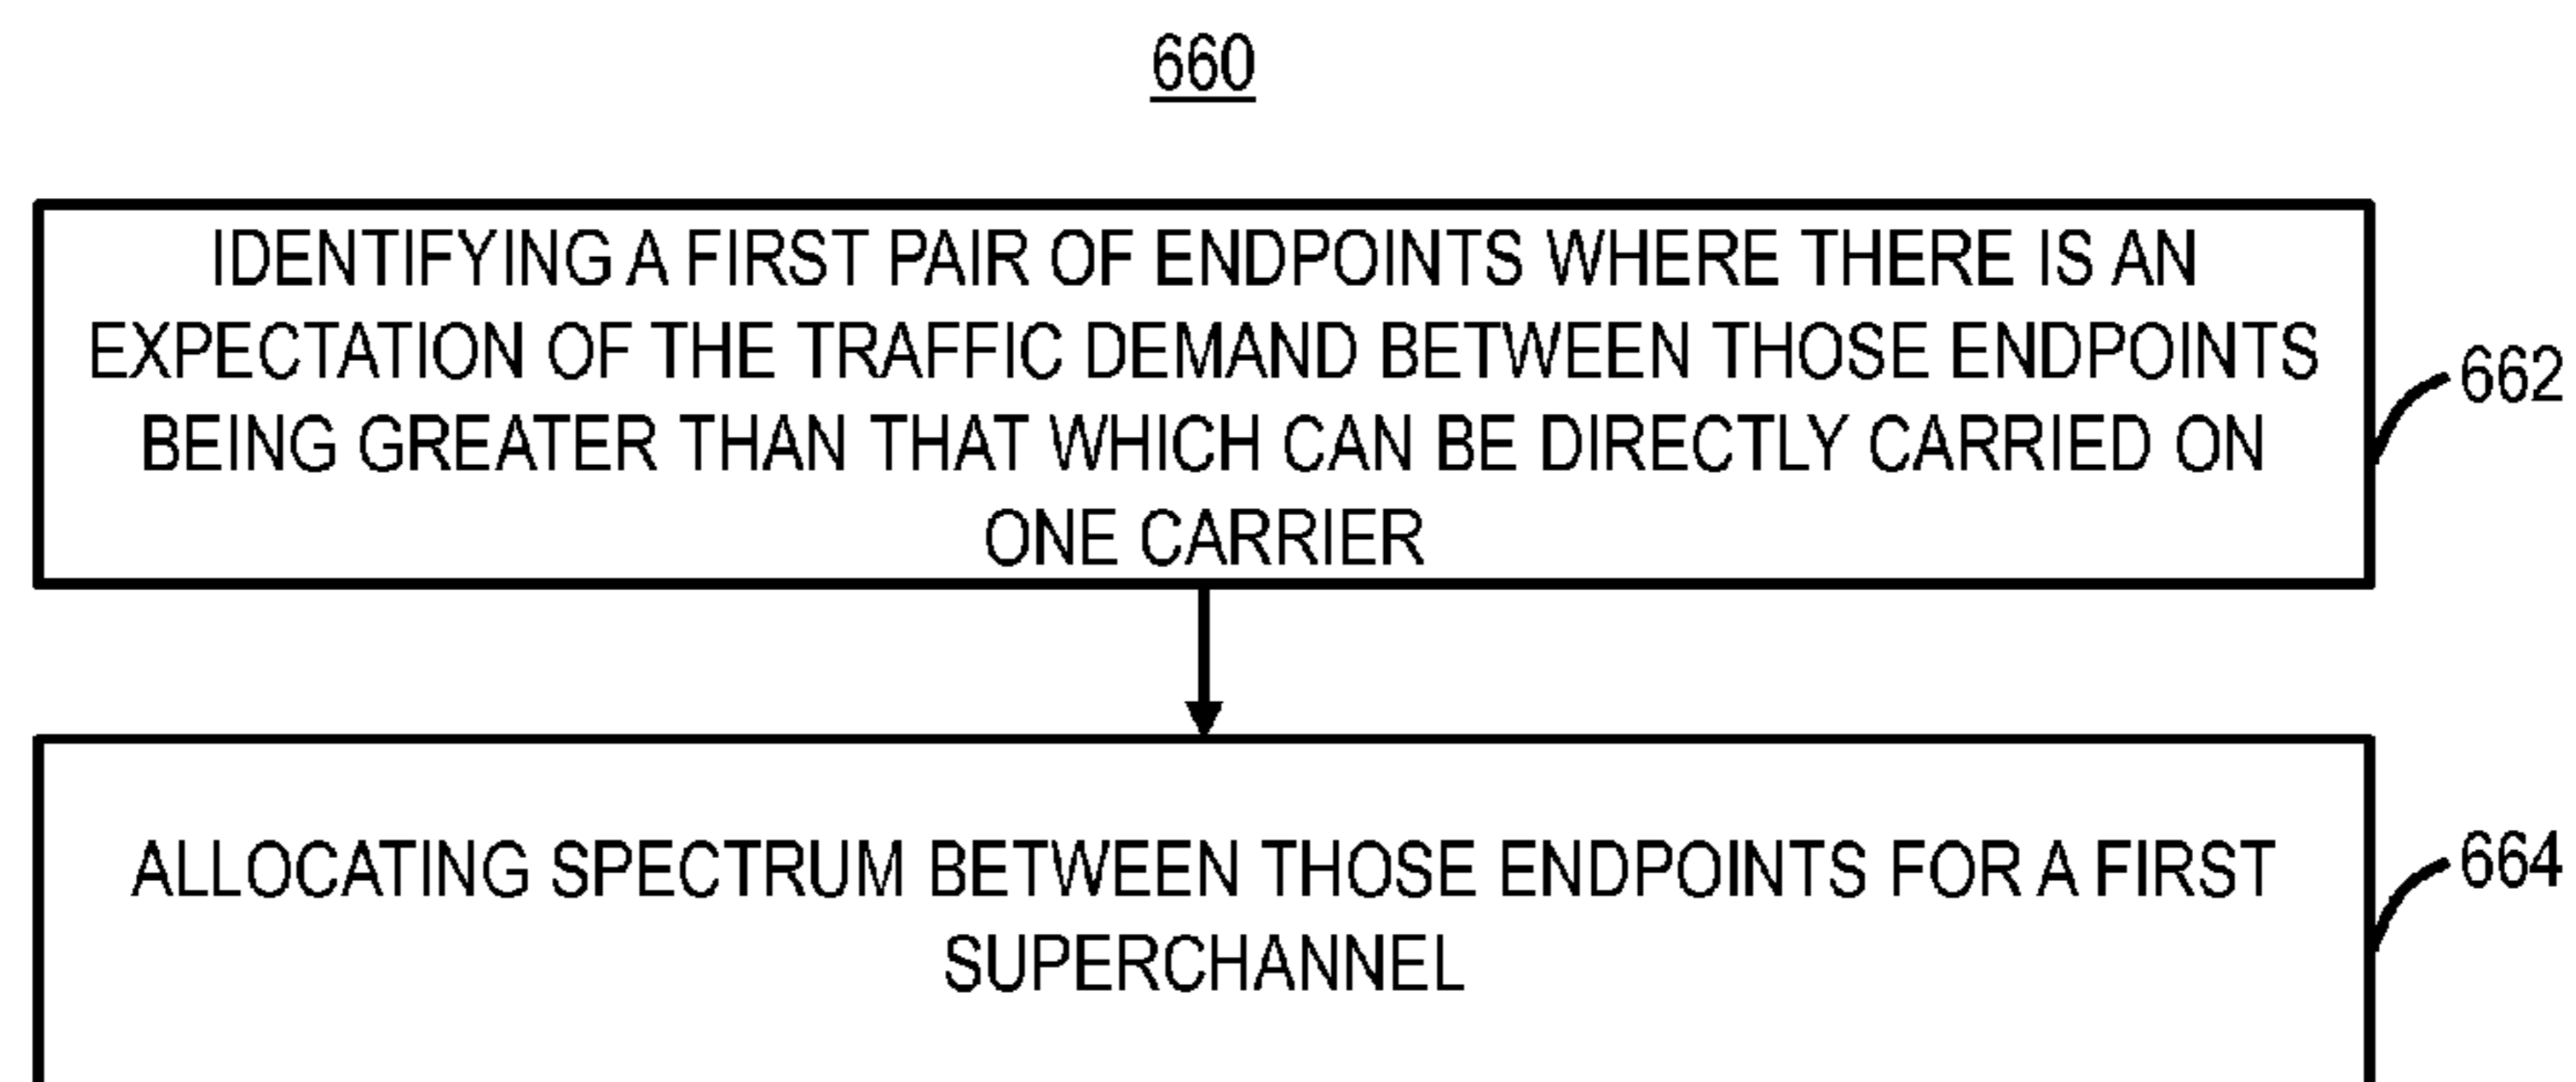 660
IDENTIFYING A FIRST PAIR OF ENDPOINTS WHERE THERE IS AN
EXPECTATION OF THE TRAFFIC DEMAND BETWEEN THOSE ENDPOINTS
BEING GREATER THAN THAT WHICH CAN BE DIRECTLY CARRIED ON
ONE CARRIER
662
ALLOCATING SPECTRUM BETWEEN THOSE ENDPOINTS FOR A FIRST
SUPERCHANNEL
664